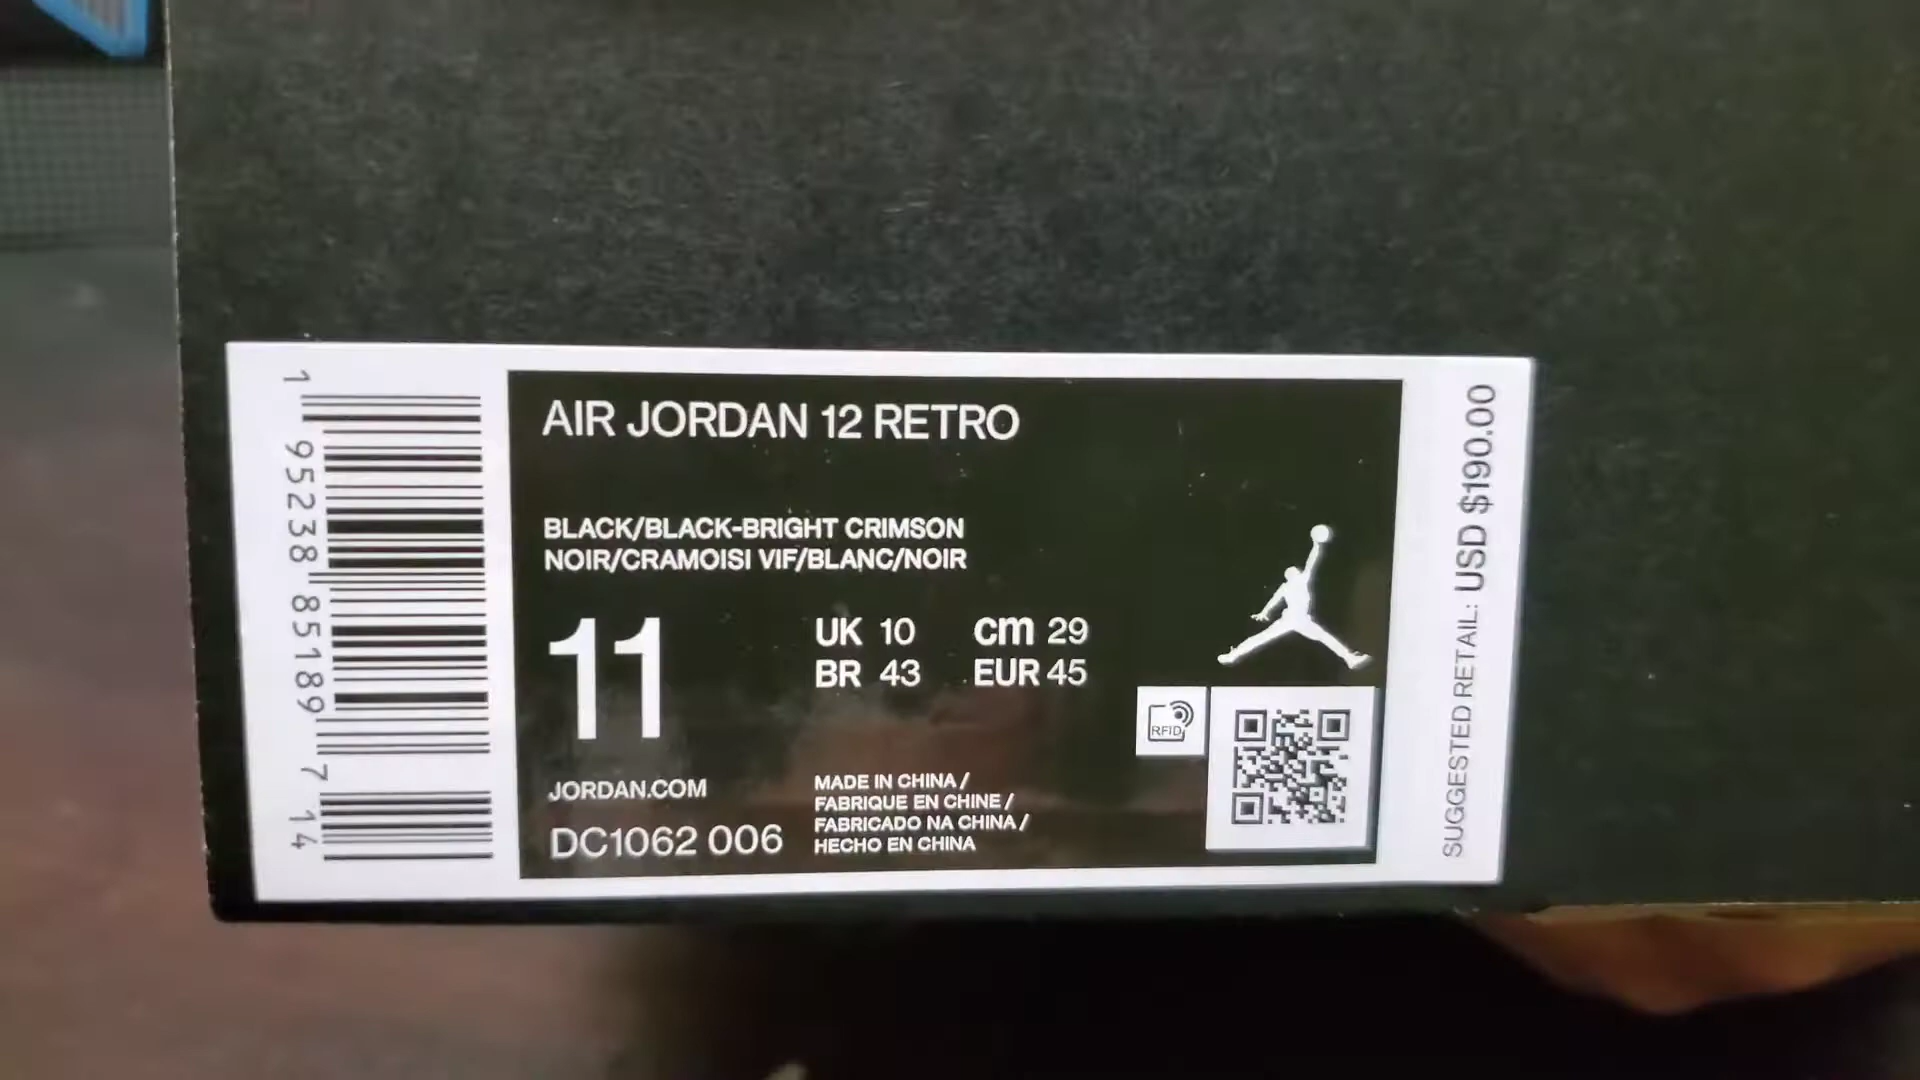 1 95238 85189 7 14
AIR JORDAN 12 RETRO
BLACK/BLACK-BRIGHT CRIMSON
NOIR/CRAMOISI VIF/BLANC/NOIR
11
UK 10 cm 29
BR 43 EUR 45
RFID
JORDAN.COM
DC1062 006
MADE IN CHINA /
FABRIQUE EN CHINE /
FABRICADO NA CHINA /
HECHO EN CHINA
SUGGESTED RETAIL: USD $190.00